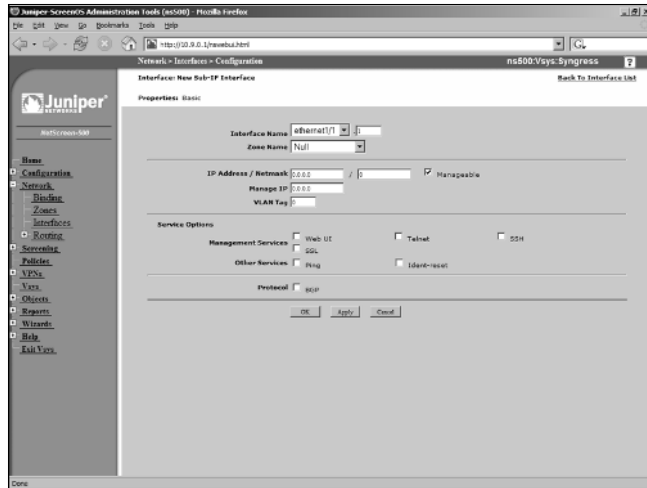 Juniper ScreenOS Administration Tools (ns500) - Mozilla Firefox
File Edit View Go Bookmarks Tools Help
http://10.9.0.1/nswebui.html
G
Network > Interfaces > Configuration
ns500:Vsys:Syngress
?
Interface: New Sub-IP Interface
Back To Interface List
Properties: Basic
Juniper
NETWORKS
NetScreen-500
Home
Configuration
Network
Binding
Zones
Interfaces
Routing
Screening
Policies
VPNs
Vsys
Objects
Reports
Wizards
Help
Exit Vsys
Interface Name ethernet1/1 . 1
Zone Name Null
IP Address / Netmask 0.0.0.0 / 0 Manageable
Manage IP 0.0.0.0
VLAN Tag 0
Service Options
Management Services Web UI Telnet SSH
SSL
Other Services Ping Ident-reset
Protocol BGP
OK Apply Cancel
Done